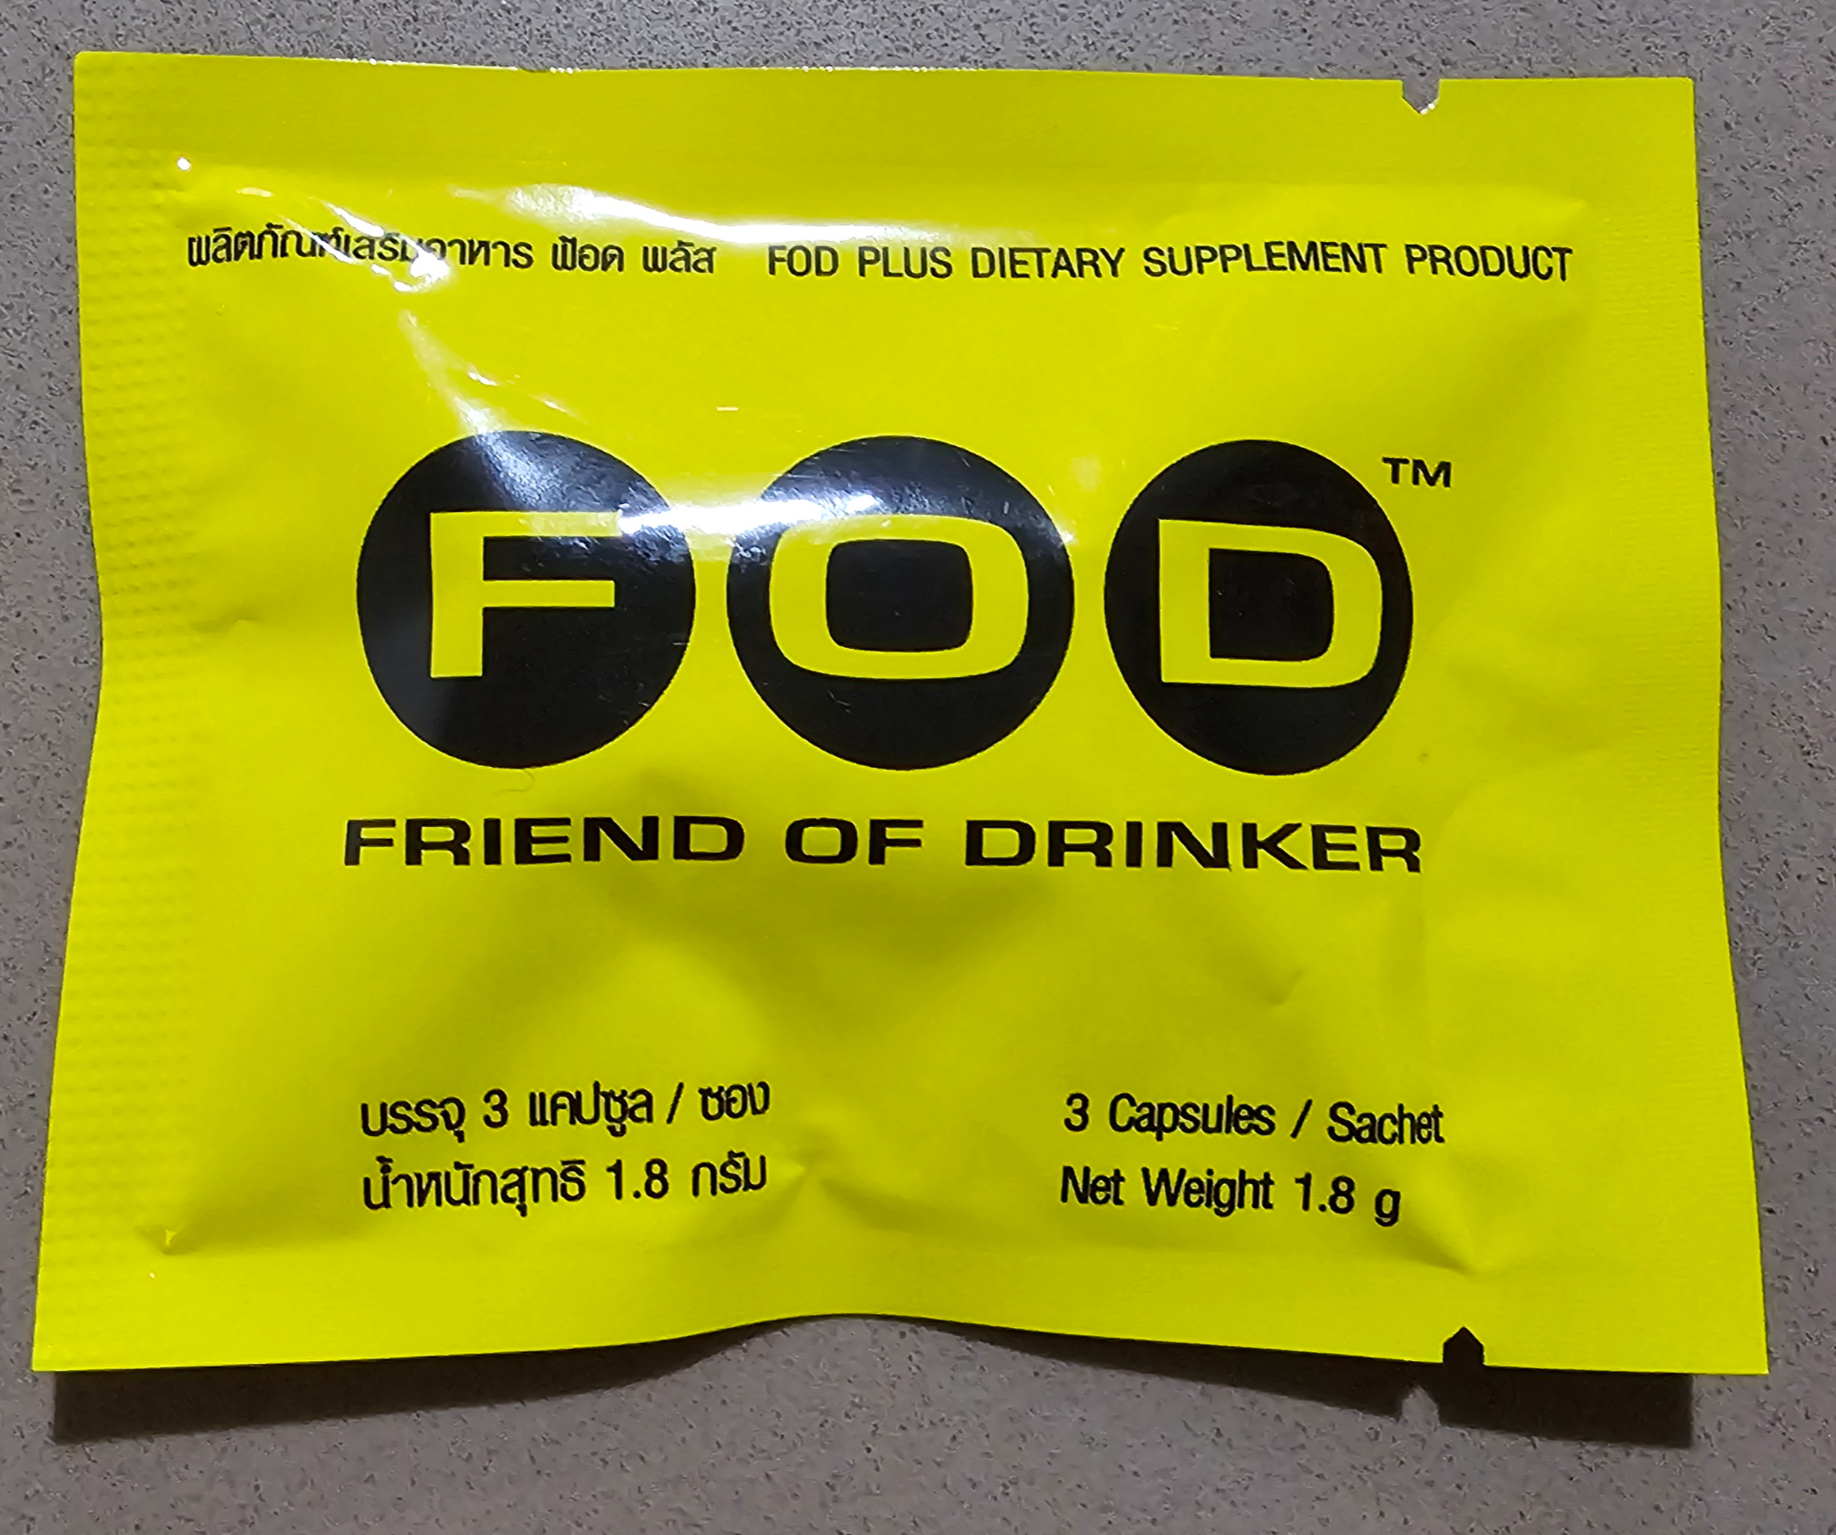 ผลิตภัณฑ์เสริมอาหาร ฟ้อด พลัส FOD PLUS DIETARY SUPPLEMENT PRODUCT
FOD™
FRIEND OF DRINKER
บรรจุ 3 แคปซูล / ซอง
น้ำหนักสุทธิ 1.8 กรัม
3 Capsules / Sachet
Net Weight 1.8 g